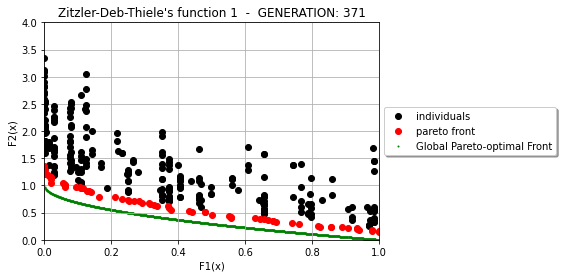 Zitzler-Deb-Thiele's function 1 - GENERATION: 371
4.0
3.5
3.0
2.5
2.0
1.5
1.0
0.5
0.0
F2(x)
0.0 0.2 0.4 0.6 0.8 1.0
F1(x)
individuals
pareto front
Global Pareto-optimal Front